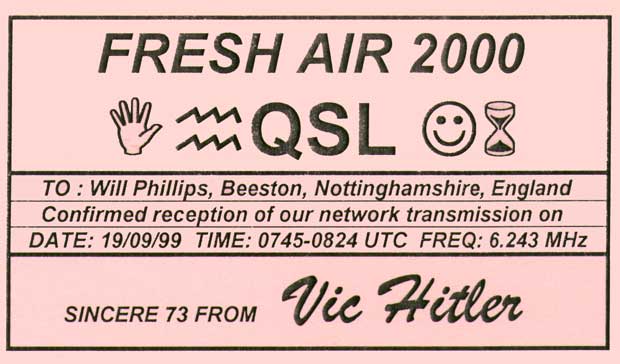 FRESH AIR 2000
QSL
TO : Will Phillips, Beeston, Nottinghamshire, England
Confirmed reception of our network transmission on
DATE: 19/09/99 TIME: 0745-0824 UTC FREQ: 6.243 MHz
SINCERE 73 FROM Vic Hitler